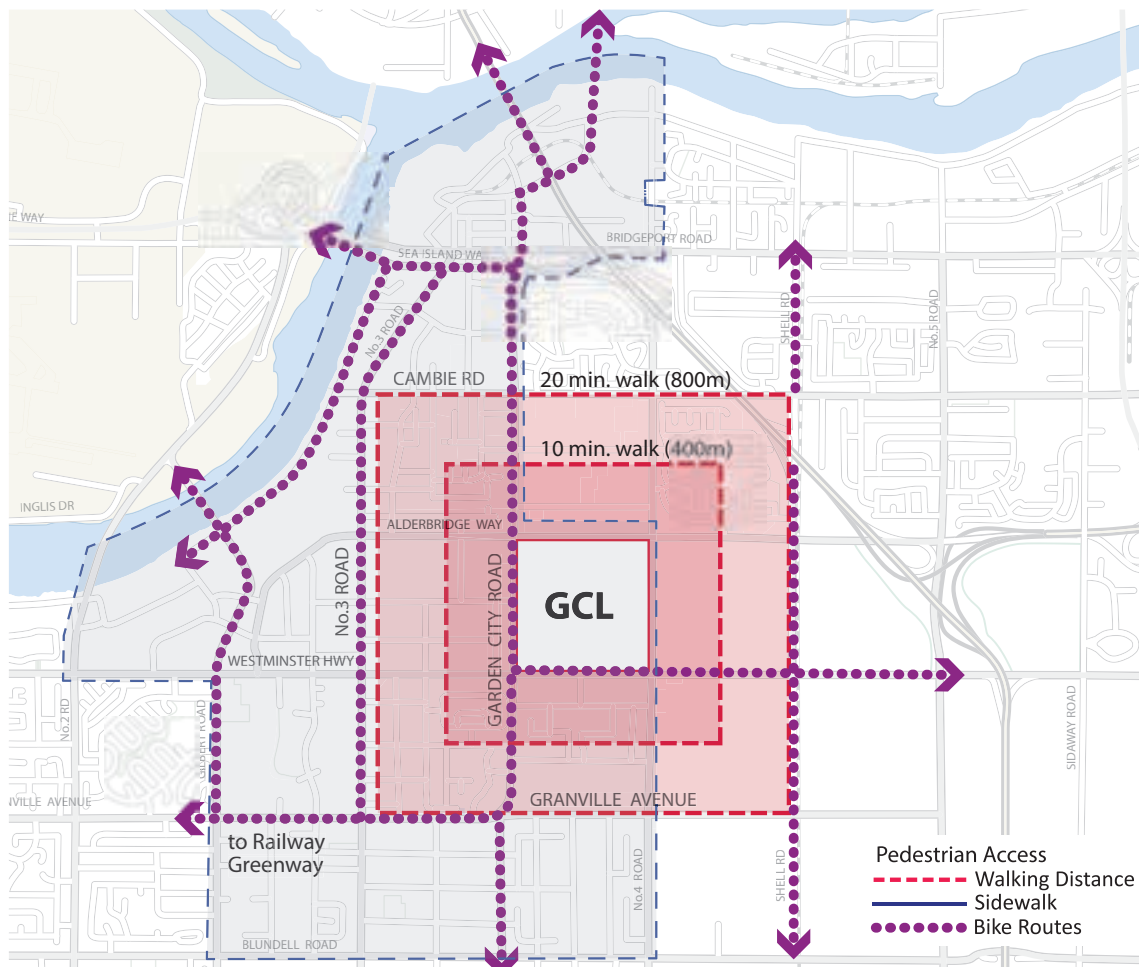 BRIDGEPORT ROAD
SEA ISLAND WA
No.3 ROAD
SHELL RD
No.5 ROAD
CAMBIE RD
20 min. walk (800m)
10 min. walk (400m)
INGLIS DR
ALDERBRIDGE WAY
No.3 ROAD
GARDEN CITY ROAD
GCL
WESTMINSTER HWY
No.2 RD
GILBERT ROAD
SIDAWAY ROAD
NVILLE AVENUE
GRANVILLE AVENUE
to Railway
Greenway
No.4 ROAD
SHELL RD
BLUNDELL ROAD
Pedestrian Access
Walking Distance
Sidewalk
Bike Routes